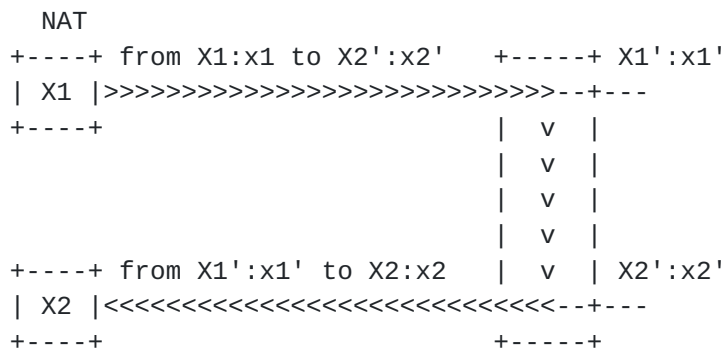 NAT
+----+ from X1:x1 to X2':x2'   +-----+ X1':x1'
| X1 |>>>>>>>>>>>>>>>>>>>>>>>>>>>>>--+---
+----+                         |  v  |
                               |  v  |
                               |  v  |
                               |  v  |
+----+ from X1':x1' to X2:x2   |  v  | X2':x2'
| X2 |<<<<<<<<<<<<<<<<<<<<<<<<<<<<<--+---
+----+                         +-----+